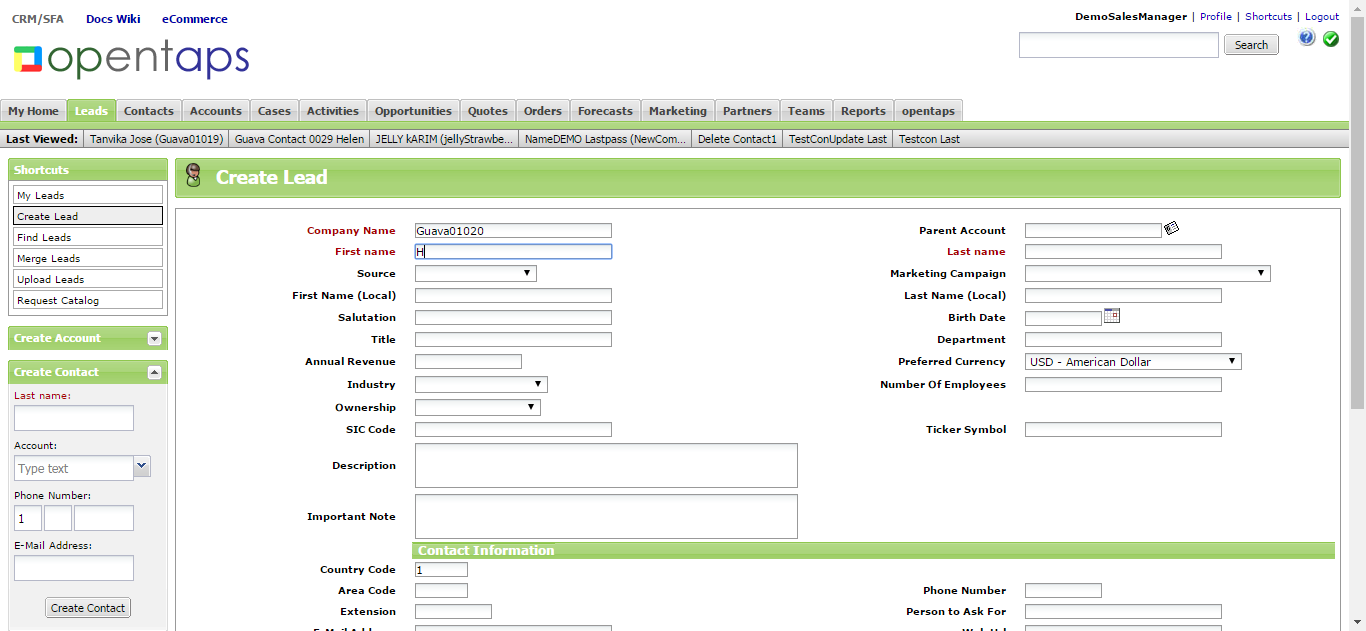 CRM/SFA Docs Wiki eCommerce
DemoSalesManager | Profile | Shortcuts | Logout
opentaps
Search
My Home Leads Contacts Accounts Cases Activities Opportunities Quotes Orders Forecasts Marketing Partners Teams Reports opentaps
Last Viewed: Tanvika Jose (Guava01019) Guava Contact 0029 Helen JELLY kARIM (jellyStrawbe... NameDEMO Lastpass (NewCom... Delete Contact1 TestConUpdate Last Testcon Last
Shortcuts
My Leads
Create Lead
Find Leads
Merge Leads
Upload Leads
Request Catalog
Create Account
Create Contact
Last name:
Account:
Type text
Phone Number:
1
E-Mail Address:
Create Contact
Create Lead
Company Name Guava01020 Parent Account
First name H Last name
Source Marketing Campaign
First Name (Local) Last Name (Local)
Salutation Birth Date
Title Department
Annual Revenue Preferred Currency USD - American Dollar
Industry Number Of Employees
Ownership
SIC Code Ticker Symbol
Description
Important Note
Contact Information
Country Code 1
Area Code Phone Number
Extension Person to Ask For